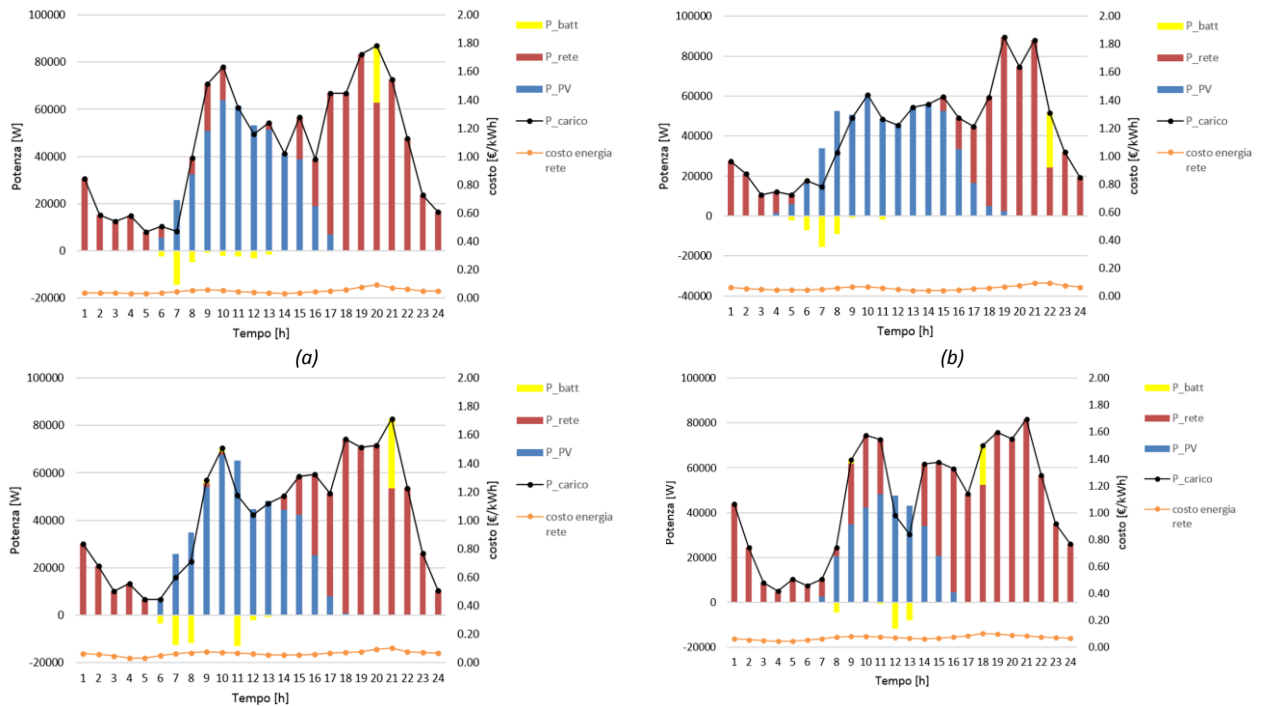 100000
80000
60000
40000
20000
0
-20000
Potenza [W]
2.00
1.80
1.60
1.40
1.20
1.00
0.80
0.60
0.40
0.20
0.00
costo [€/kWh]
1 2 3 4 5 6 7 8 9 10 11 12 13 14 15 16 17 18 19 20 21 22 23 24
Tempo [h]
P_batt
P_rete
P_PV
P_carico
costo energia
rete
(a)
100000
80000
60000
40000
20000
0
-20000
-40000
Potenza [W]
2.00
1.80
1.60
1.40
1.20
1.00
0.80
0.60
0.40
0.20
0.00
costo [€/kWh]
1 2 3 4 5 6 7 8 9 10 11 12 13 14 15 16 17 18 19 20 21 22 23 24
Tempo [h]
P_batt
P_rete
P_PV
P_carico
costo energia
rete
(b)
100000
80000
60000
40000
20000
0
-20000
Potenza [W]
2.00
1.80
1.60
1.40
1.20
1.00
0.80
0.60
0.40
0.20
0.00
costo [€/kWh]
1 2 3 4 5 6 7 8 9 10 11 12 13 14 15 16 17 18 19 20 21 22 23 24
Tempo [h]
P_batt
P_rete
P_PV
P_carico
costo energia
rete
100000
80000
60000
40000
20000
0
-20000
Potenza [W]
2.00
1.80
1.60
1.40
1.20
1.00
0.80
0.60
0.40
0.20
0.00
costo [€/kWh]
1 2 3 4 5 6 7 8 9 10 11 12 13 14 15 16 17 18 19 20 21 22 23 24
Tempo [h]
P_batt
P_rete
P_PV
P_carico
costo energia
rete